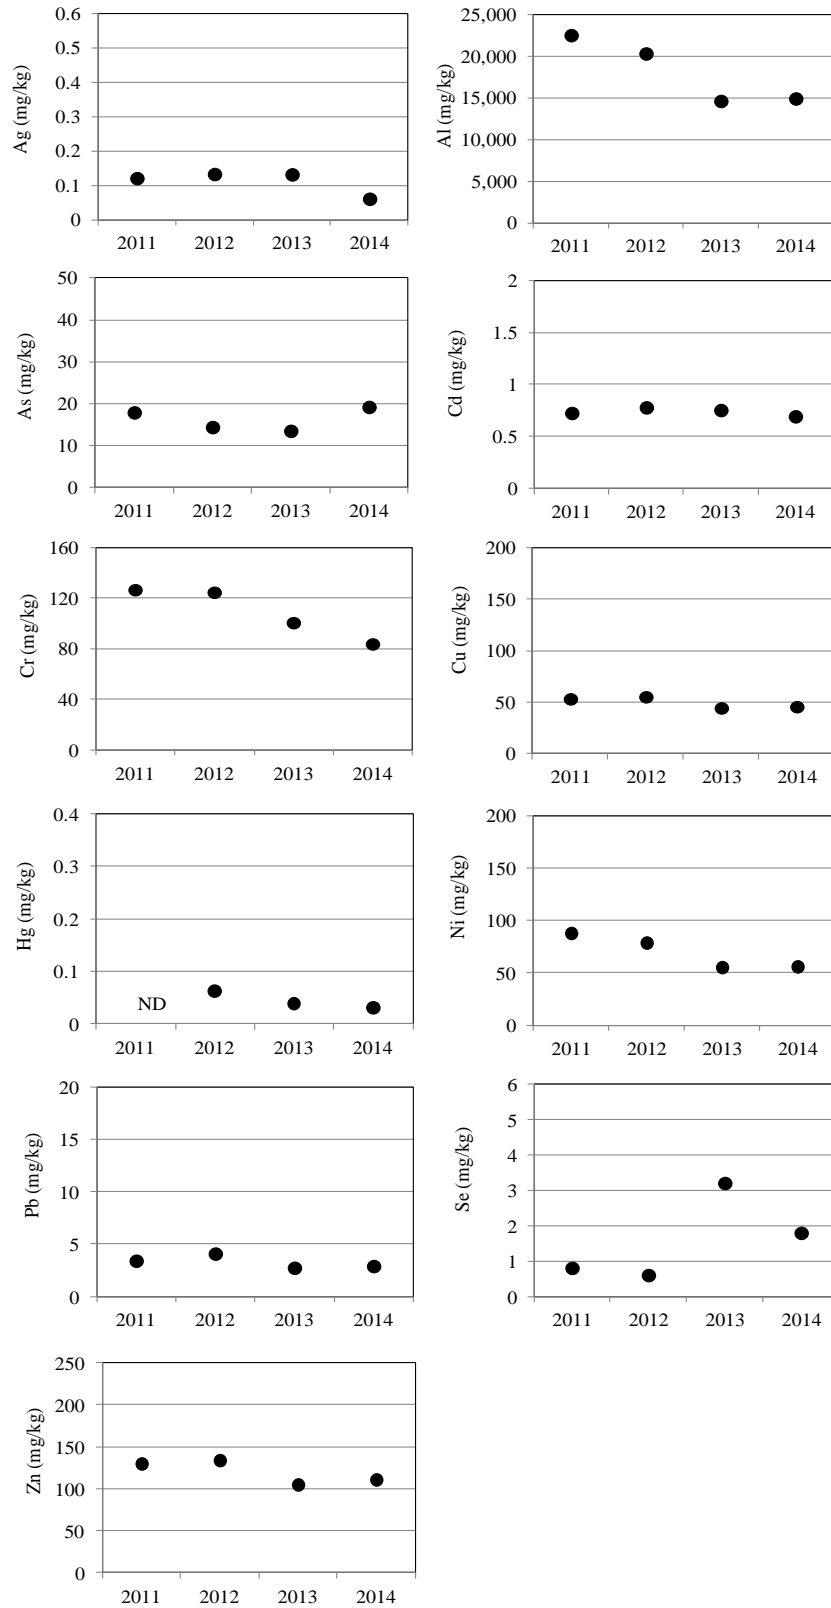 Ag (mg/kg)
0.6
0.5
0.4
0.3
0.2
0.1
0
2011 2012 2013 2014
Al (mg/kg)
25,000
20,000
15,000
10,000
5,000
0
2011 2012 2013 2014
As (mg/kg)
50
40
30
20
10
0
2011 2012 2013 2014
Cd (mg/kg)
2
1.5
1
0.5
0
2011 2012 2013 2014
Cr (mg/kg)
160
120
80
40
0
2011 2012 2013 2014
Cu (mg/kg)
200
150
100
50
0
2011 2012 2013 2014
Hg (mg/kg)
0.4
0.3
0.2
0.1
0
ND
2011 2012 2013 2014
Ni (mg/kg)
200
150
100
50
0
2011 2012 2013 2014
Pb (mg/kg)
20
15
10
5
0
2011 2012 2013 2014
Se (mg/kg)
6
5
4
3
2
1
0
2011 2012 2013 2014
Zn (mg/kg)
250
200
150
100
50
0
2011 2012 2013 2014